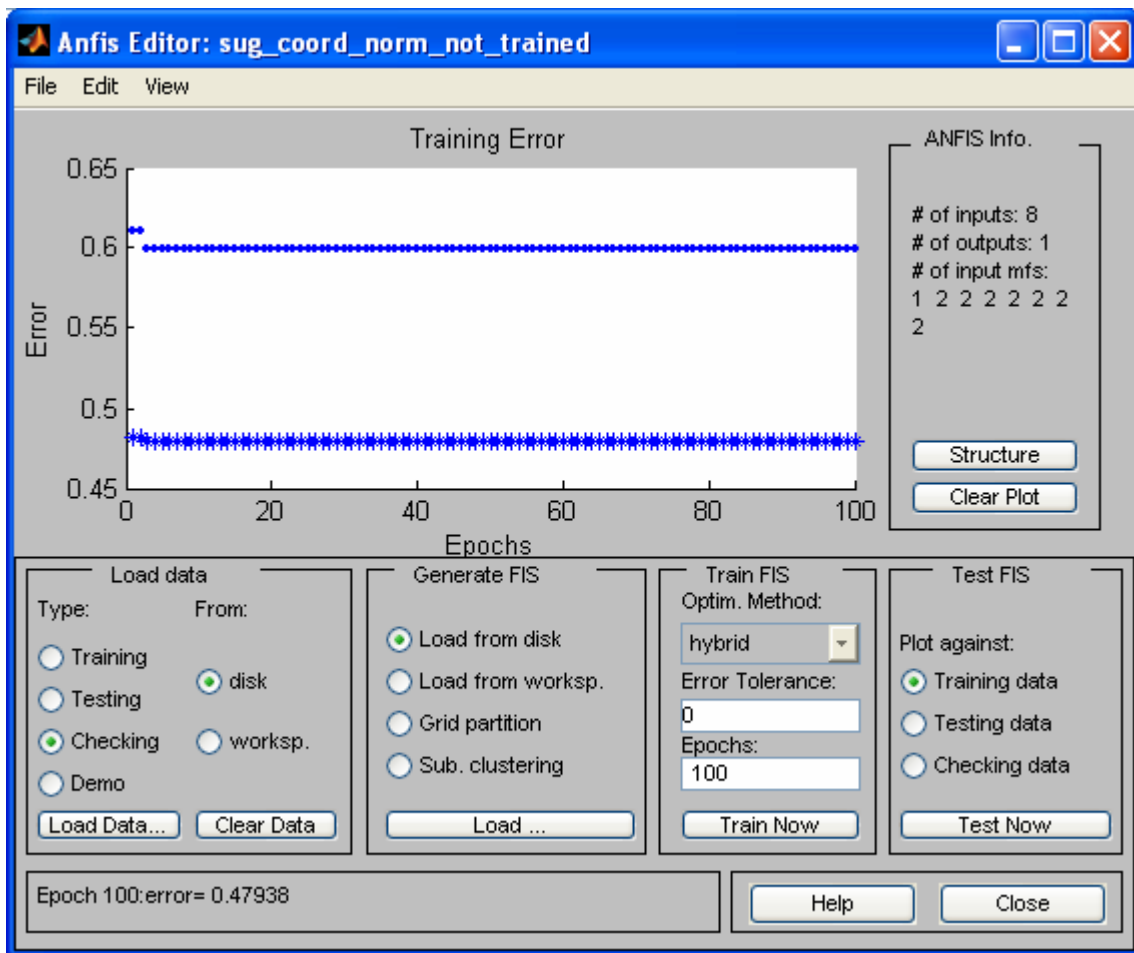 Anfis Editor: sug_coord_norm_not_trained
File Edit View
Training Error
0.65
0.6
0.55
0.5
0.45
Error
0 20 40 60 80 100
Epochs
ANFIS Info.
# of inputs: 8
# of outputs: 1
# of input mfs:
1 2 2 2 2 2 2
2
Structure
Clear Plot
Load data
Type: From:
Training
Testing
Checking
Demo
disk
worksp.
Load Data... Clear Data
Generate FIS
Load from disk
Load from worksp.
Grid partition
Sub. clustering
Load ...
Train FIS
Optim. Method:
hybrid
Error Tolerance:
0
Epochs:
100
Train Now
Test FIS
Plot against:
Training data
Testing data
Checking data
Test Now
Epoch 100:error= 0.47938
Help Close